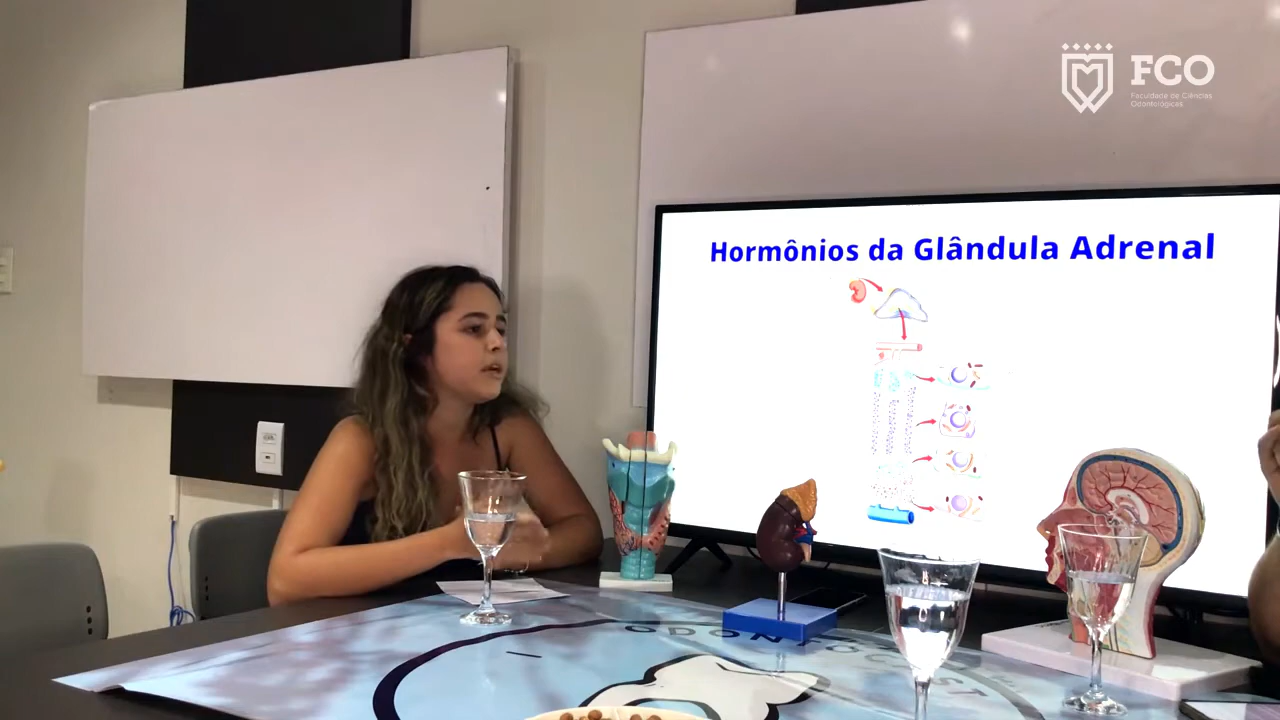 FCO
Faculdade de Ciências
Odontológicas
Hormônios da Glândula Adrenal